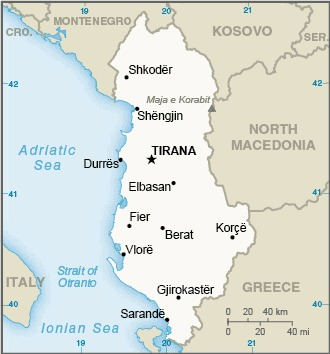 19
20
21
CRO.
MONTENEGRO
KOSOVO
SER.
Shkodër
42
42
Maja e Korabit
Shëngjin
NORTH
MACEDONIA
Adriatic
Sea
TIRANA
Durrës
Elbasan
41
41
Fier
Berat
Korçë
Vlorë
ITALY
Strait of
Otranto
Gjirokastër
GREECE
40
40
Sarandë
0 20 40 km
0 20 40 mi
Ionian Sea
19
20